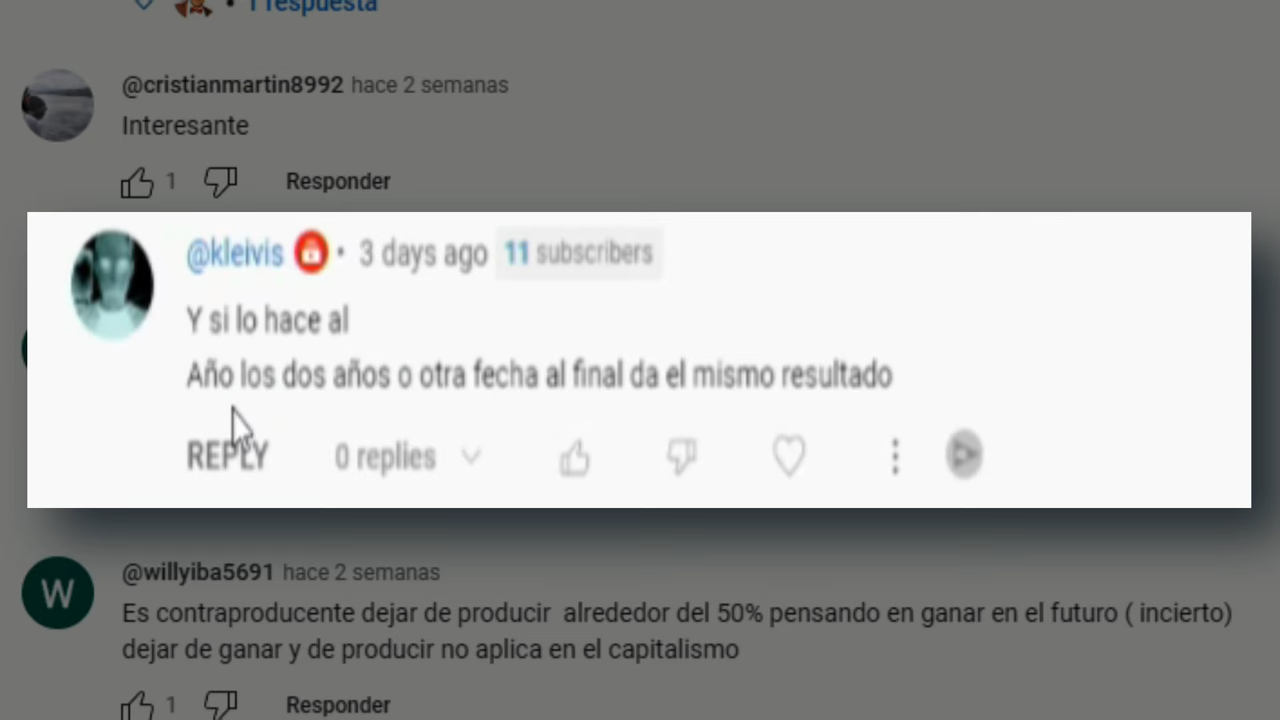 • 1 respuesta
@cristianmartin8992 hace 2 semanas
Interesante
1 Responder
@kleivis • 3 days ago 11 subscribers
Y si lo hace al
Año los dos años o otra fecha al final da el mismo resultado
REPLY 0 replies
W @willyiba5691 hace 2 semanas
Es contraproducente dejar de producir alrededor del 50% pensando en ganar en el futuro ( incierto)
dejar de ganar y de producir no aplica en el capitalismo
1 Responder